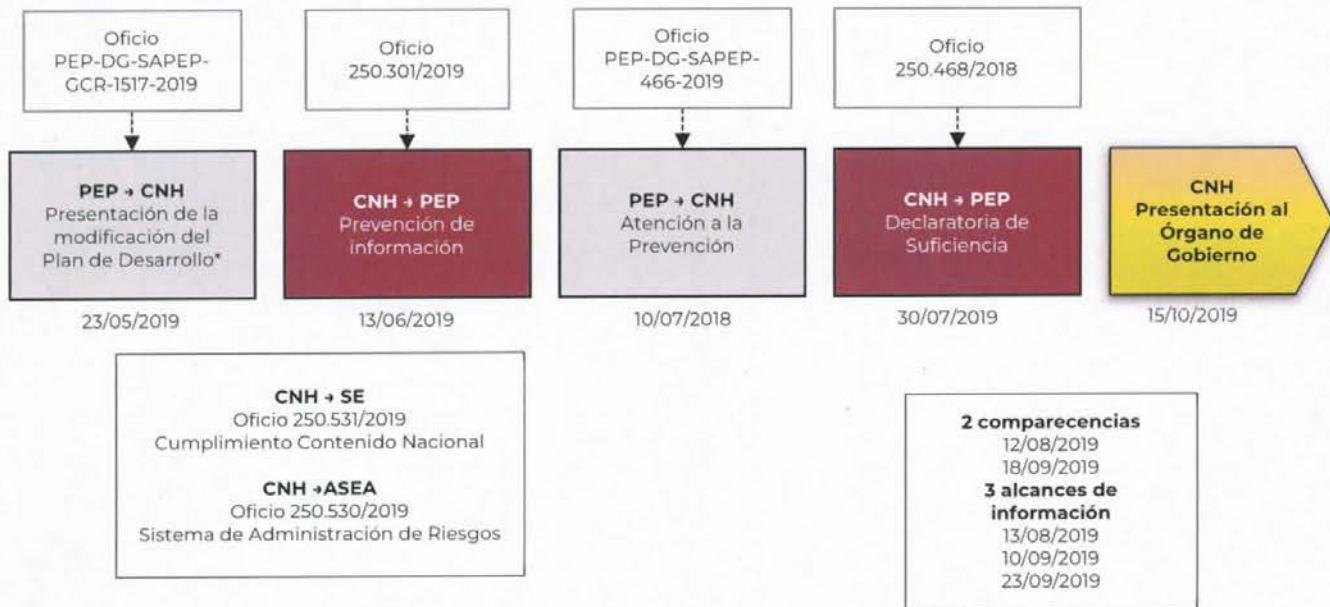 Oficio
PEP-DG-SAPEP-
GCR-1517-2019
Oficio
250.301/2019
Oficio
PEP-DG-SAPEP-
466-2019
Oficio
250.468/2018
PEP → CNH
Presentación de la
modificación del
Plan de Desarrollo*
CNH → PEP
Prevención de
información
PEP → CNH
Atención a la
Prevención
CNH → PEP
Declaratoria de
Suficiencia
CNH
Presentación al
Órgano de
Gobierno
23/05/2019
13/06/2019
10/07/2018
30/07/2019
15/10/2019
CNH → SE
Oficio 250.531/2019
Cumplimiento Contenido Nacional
CNH →ASEA
Oficio 250.530/2019
Sistema de Administración de Riesgos
2 comparecencias
12/08/2019
18/09/2019
3 alcances de
información
13/08/2019
10/09/2019
23/09/2019